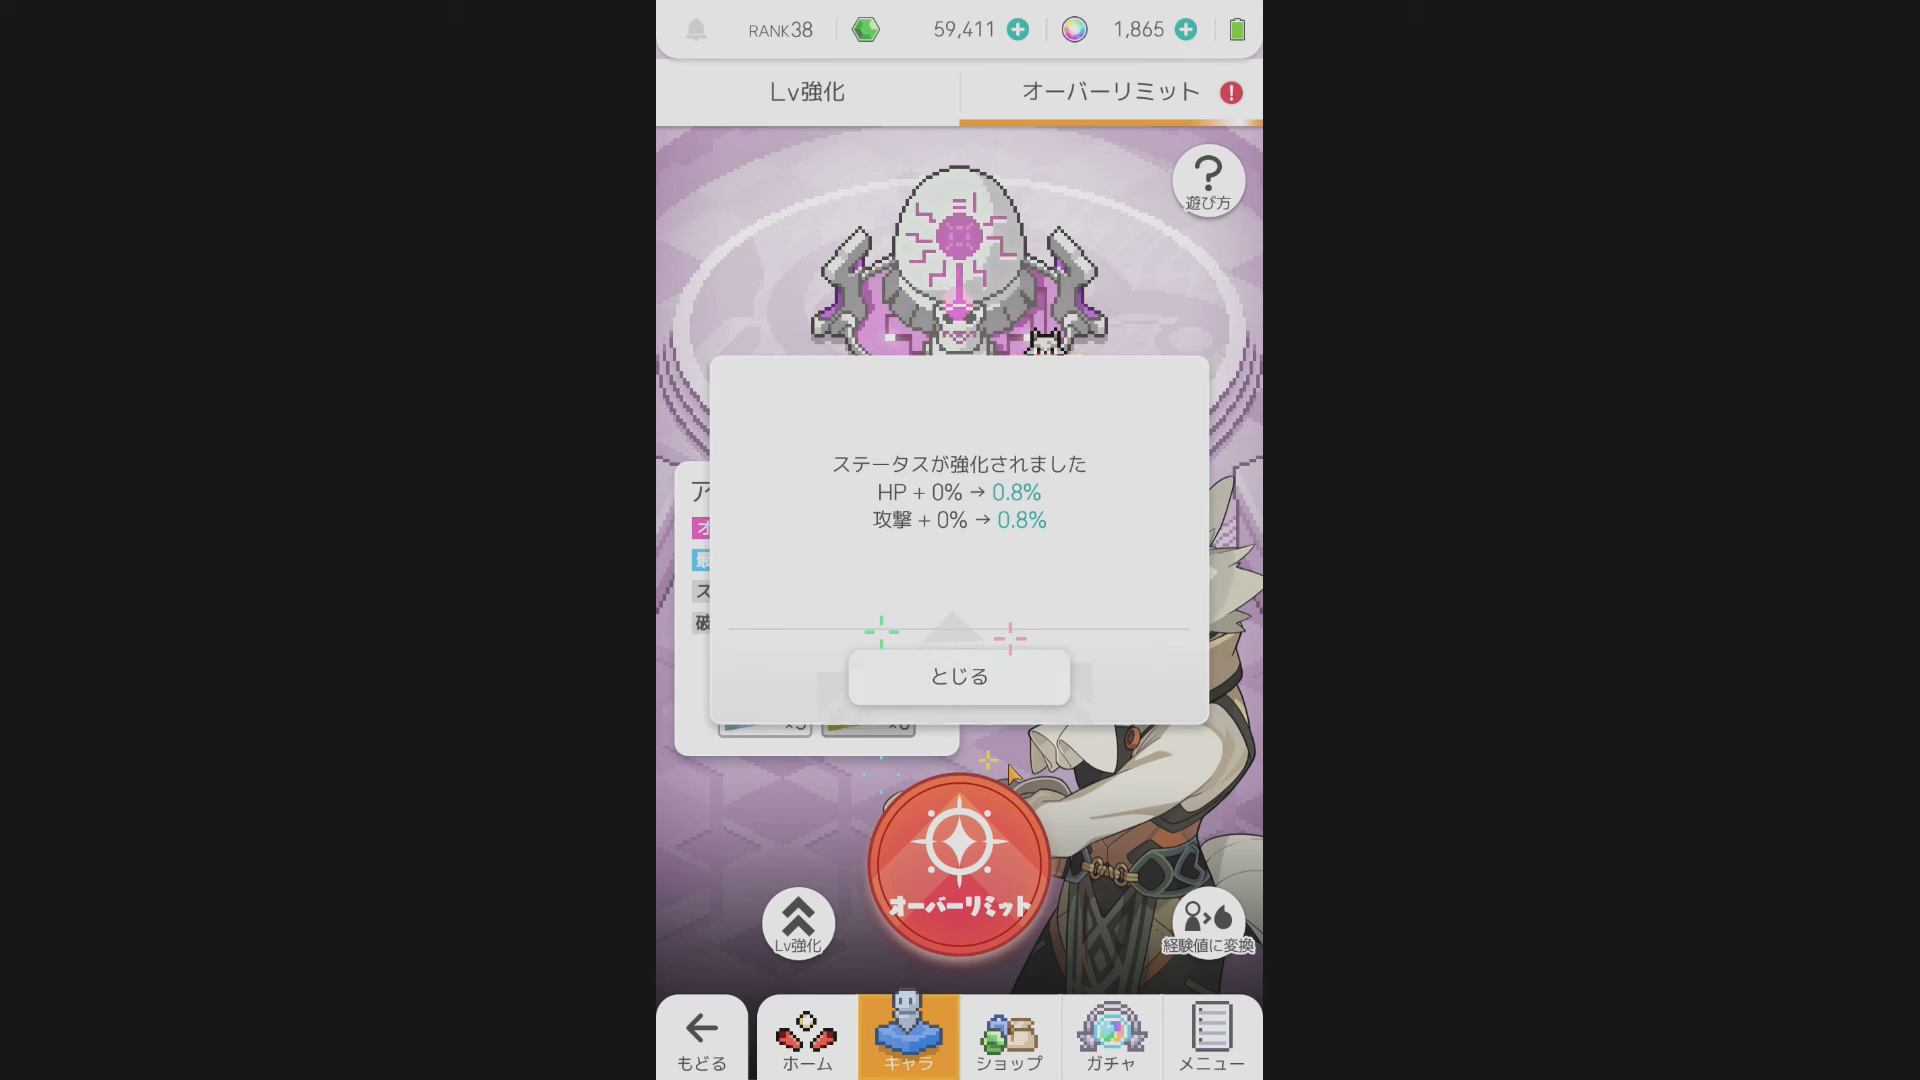 RANK38
59,411
1,865
Lv強化
オーバーリミット
遊び方
ステータスが強化されました
HP + 0% → 0.8%
攻撃 + 0% → 0.8%
とじる
オーバーリミット
Lv強化
経験値に変換
もどる
ホーム
キャラ
ショップ
ガチャ
メニュー